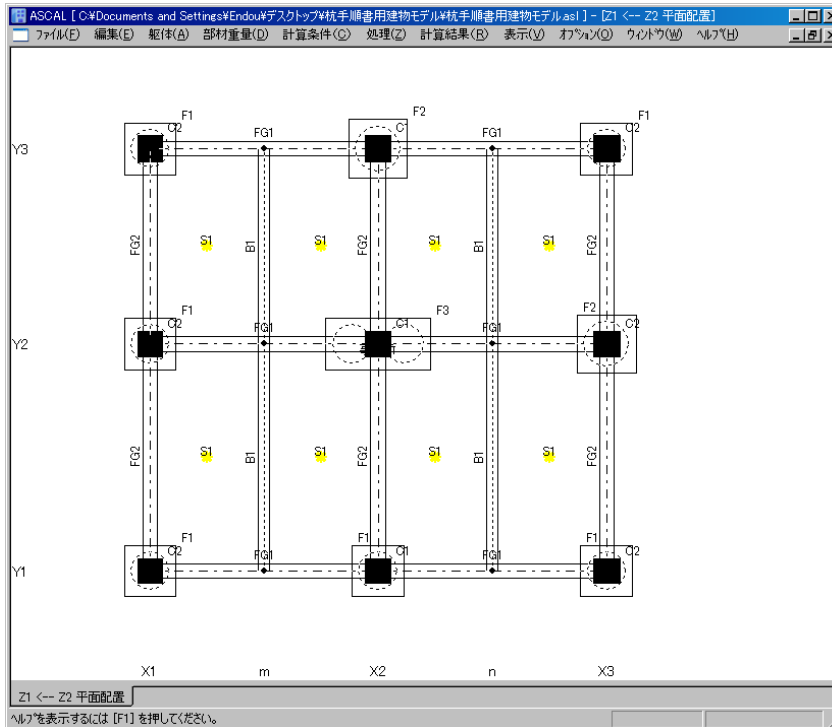 ASCAL [ C:¥Documents and Settings¥Endou¥デスクトップ¥杭手順書用建物モデル¥杭手順書用建物モデル.asl ] - [Z1 <-- Z2 平面配置]
ファイル(F) 編集(E) 躯体(A) 部材重量(D) 計算条件(C) 処理(Z) 計算結果(R) 表示(V) オプション(O) ウィンドウ(W) ヘルプ(H)
F1 F2 F1
C2 FG1 C1 FG1 C2
Y3
FG2 S1 B1 S1 FG2 S1 B1 S1 FG2
F1 F3 F2
C2 FG1 C1 FG1 C2
Y2
FG2 S1 B1 S1 FG2 S1 B1 S1 FG2
F1 F1 F1
C2 FG1 C1 FG1 C2
Y1
X1 m X2 n X3
Z1 <-- Z2 平面配置
ヘルプを表示するには [F1] を押してください。